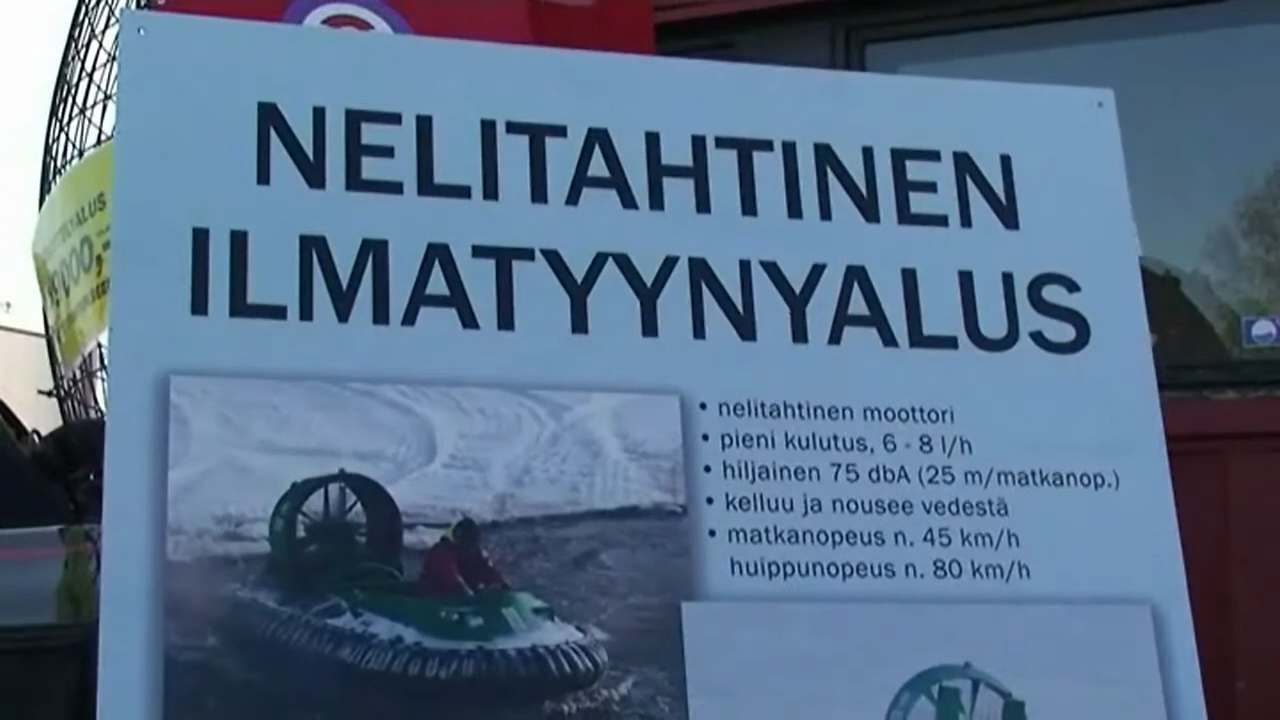 NELITAHTINEN
ILMATYYNYALUS
• nelitahtinen moottori
• pieni kulutus, 6 - 8 l/h
• hiljainen 75 dbA (25 m/matkanop.)
• kelluu ja nousee vedestä
• matkanopeus n. 45 km/h
huippunopeus n. 80 km/h